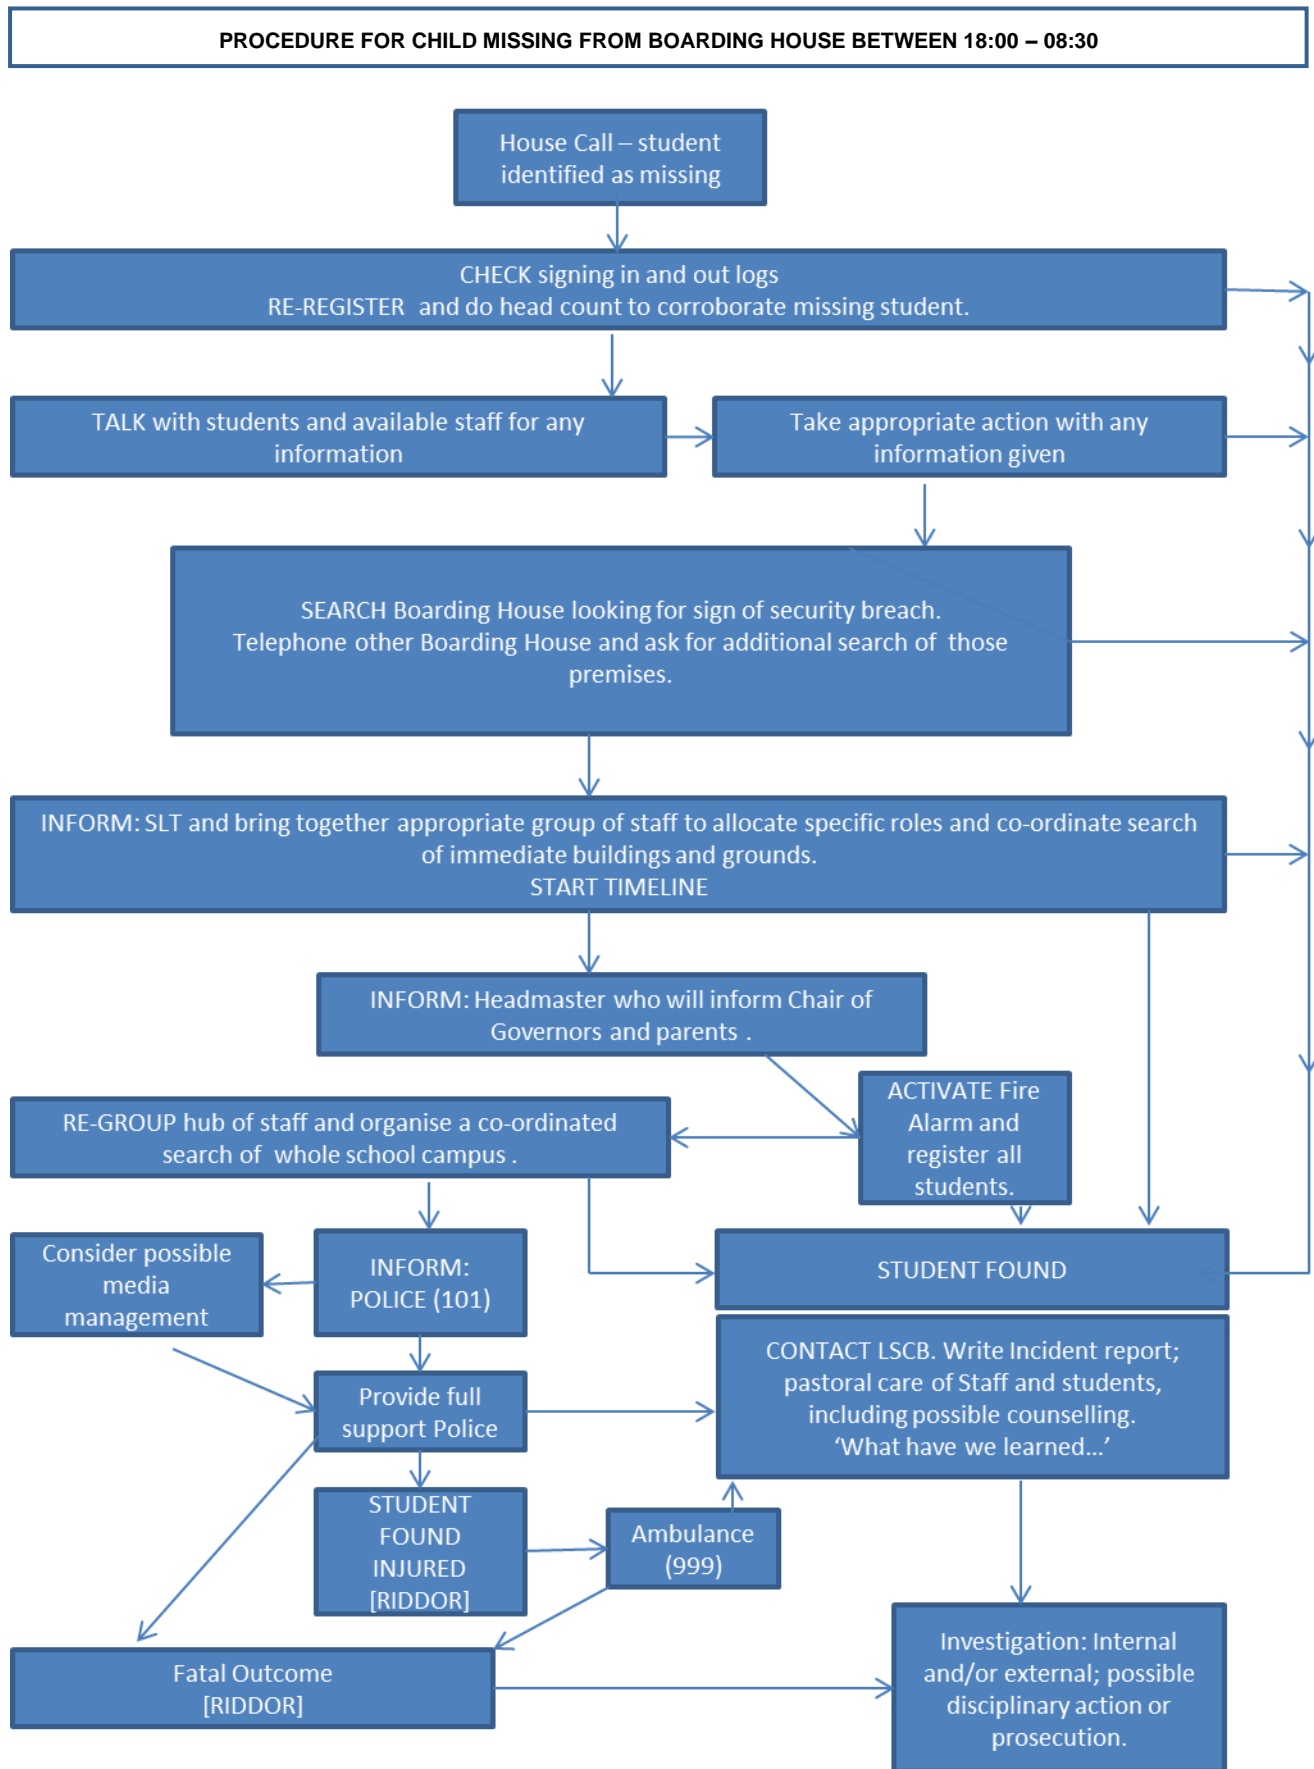 PROCEDURE FOR CHILD MISSING FROM BOARDING HOUSE BETWEEN 18:00 – 08:30
House Call – student
identified as missing
CHECK signing in and out logs
RE-REGISTER and do head count to corroborate missing student.
TALK with students and available staff for any
information
Take appropriate action with any
information given
SEARCH Boarding House looking for sign of security breach.
Telephone other Boarding House and ask for additional search of those
premises.
INFORM: SLT and bring together appropriate group of staff to allocate specific roles and co-ordinate search
of immediate buildings and grounds.
START TIMELINE
INFORM: Headmaster who will inform Chair of
Governors and parents .
ACTIVATE Fire
Alarm and
register all
students.
RE-GROUP hub of staff and organise a co-ordinated
search of whole school campus .
Consider possible
media
management
INFORM:
POLICE (101)
STUDENT FOUND
CONTACT LSCB. Write Incident report;
pastoral care of Staff and students,
including possible counselling.
‘What have we learned…’
Provide full
support Police
STUDENT
FOUND
INJURED
[RIDDOR]
Ambulance
(999)
Fatal Outcome
[RIDDOR]
Investigation: Internal
and/or external; possible
disciplinary action or
prosecution.